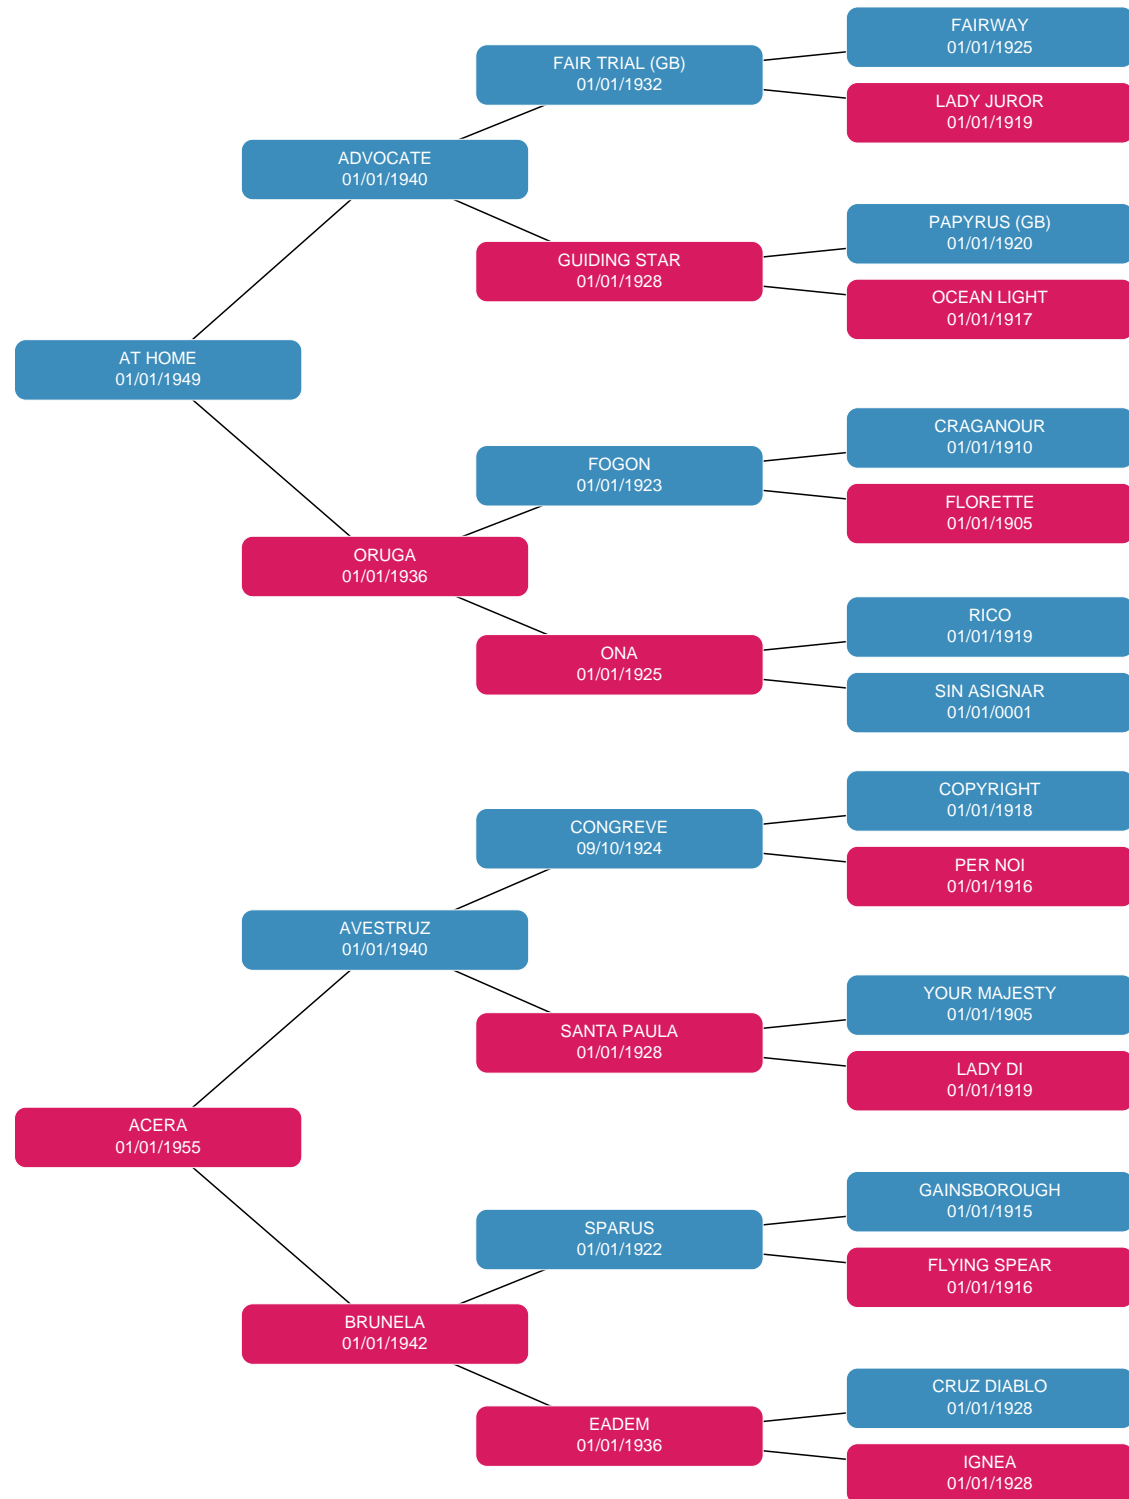 FAIRWAY
01/01/1925
FAIR TRIAL (GB)
01/01/1932
LADY JUROR
01/01/1919
ADVOCATE
01/01/1940
PAPYRUS (GB)
01/01/1920
GUIDING STAR
01/01/1928
OCEAN LIGHT
01/01/1917
AT HOME
01/01/1949
CRAGANOUR
01/01/1910
FOGON
01/01/1923
FLORETTE
01/01/1905
ORUGA
01/01/1936
RICO
01/01/1919
ONA
01/01/1925
SIN ASIGNAR
01/01/0001
COPYRIGHT
01/01/1918
CONGREVE
09/10/1924
PER NOI
01/01/1916
AVESTRUZ
01/01/1940
YOUR MAJESTY
01/01/1905
SANTA PAULA
01/01/1928
LADY DI
01/01/1919
ACERA
01/01/1955
GAINSBOROUGH
01/01/1915
SPARUS
01/01/1922
FLYING SPEAR
01/01/1916
BRUNELA
01/01/1942
CRUZ DIABLO
01/01/1928
EADEM
01/01/1936
IGNEA
01/01/1928